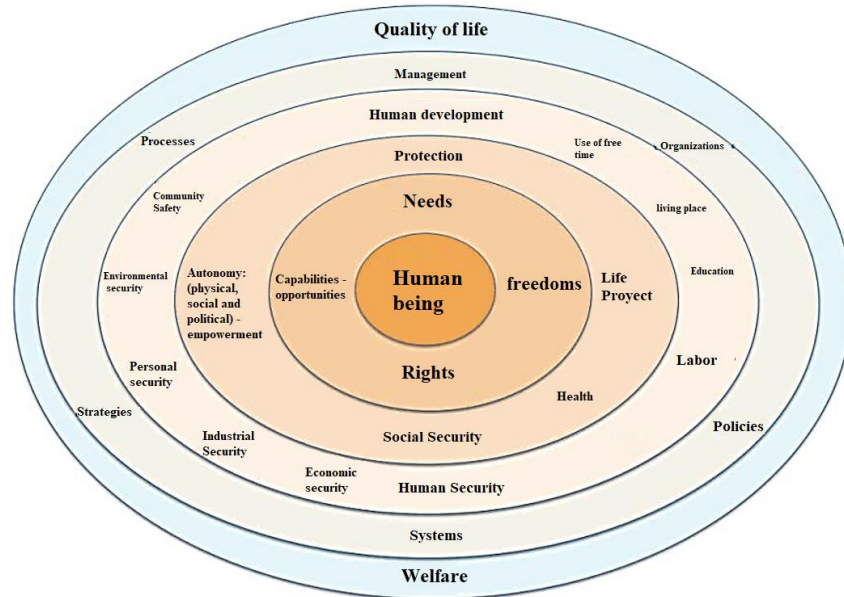 Quality of life
Management
Human development
Processes
Use of free
time
Organizations
Protection
Community
Safety
Needs
living place
Environmental
security
Autonomy:
(physical,
social and
political) -
empowerment
Capabilities -
opportunities
Human
being
freedoms
Life
Proyect
Education
Personal
security
Labor
Rights
Health
Strategies
Industrial
Security
Social Security
Policies
Economic
security
Human Security
Systems
Welfare